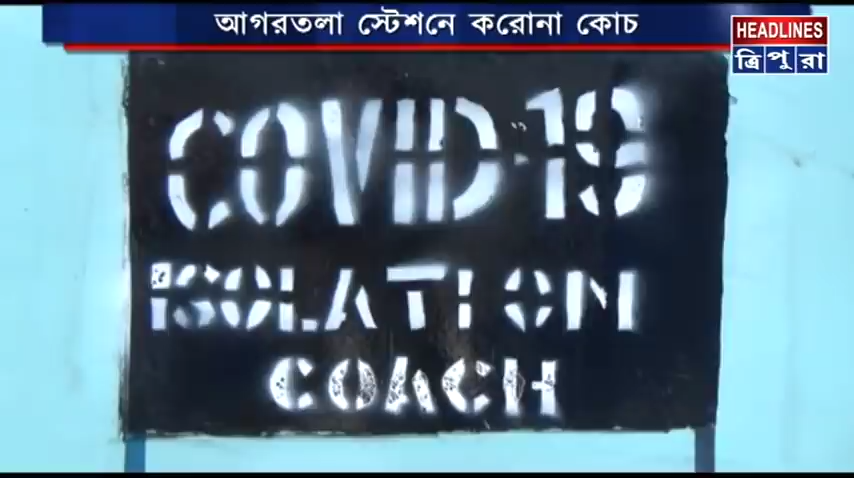 আগরতলা স্টেশনে করোনা কোচ
HEADLINES
ত্রিপুরা
COVID-19
ISOLATION
COACH